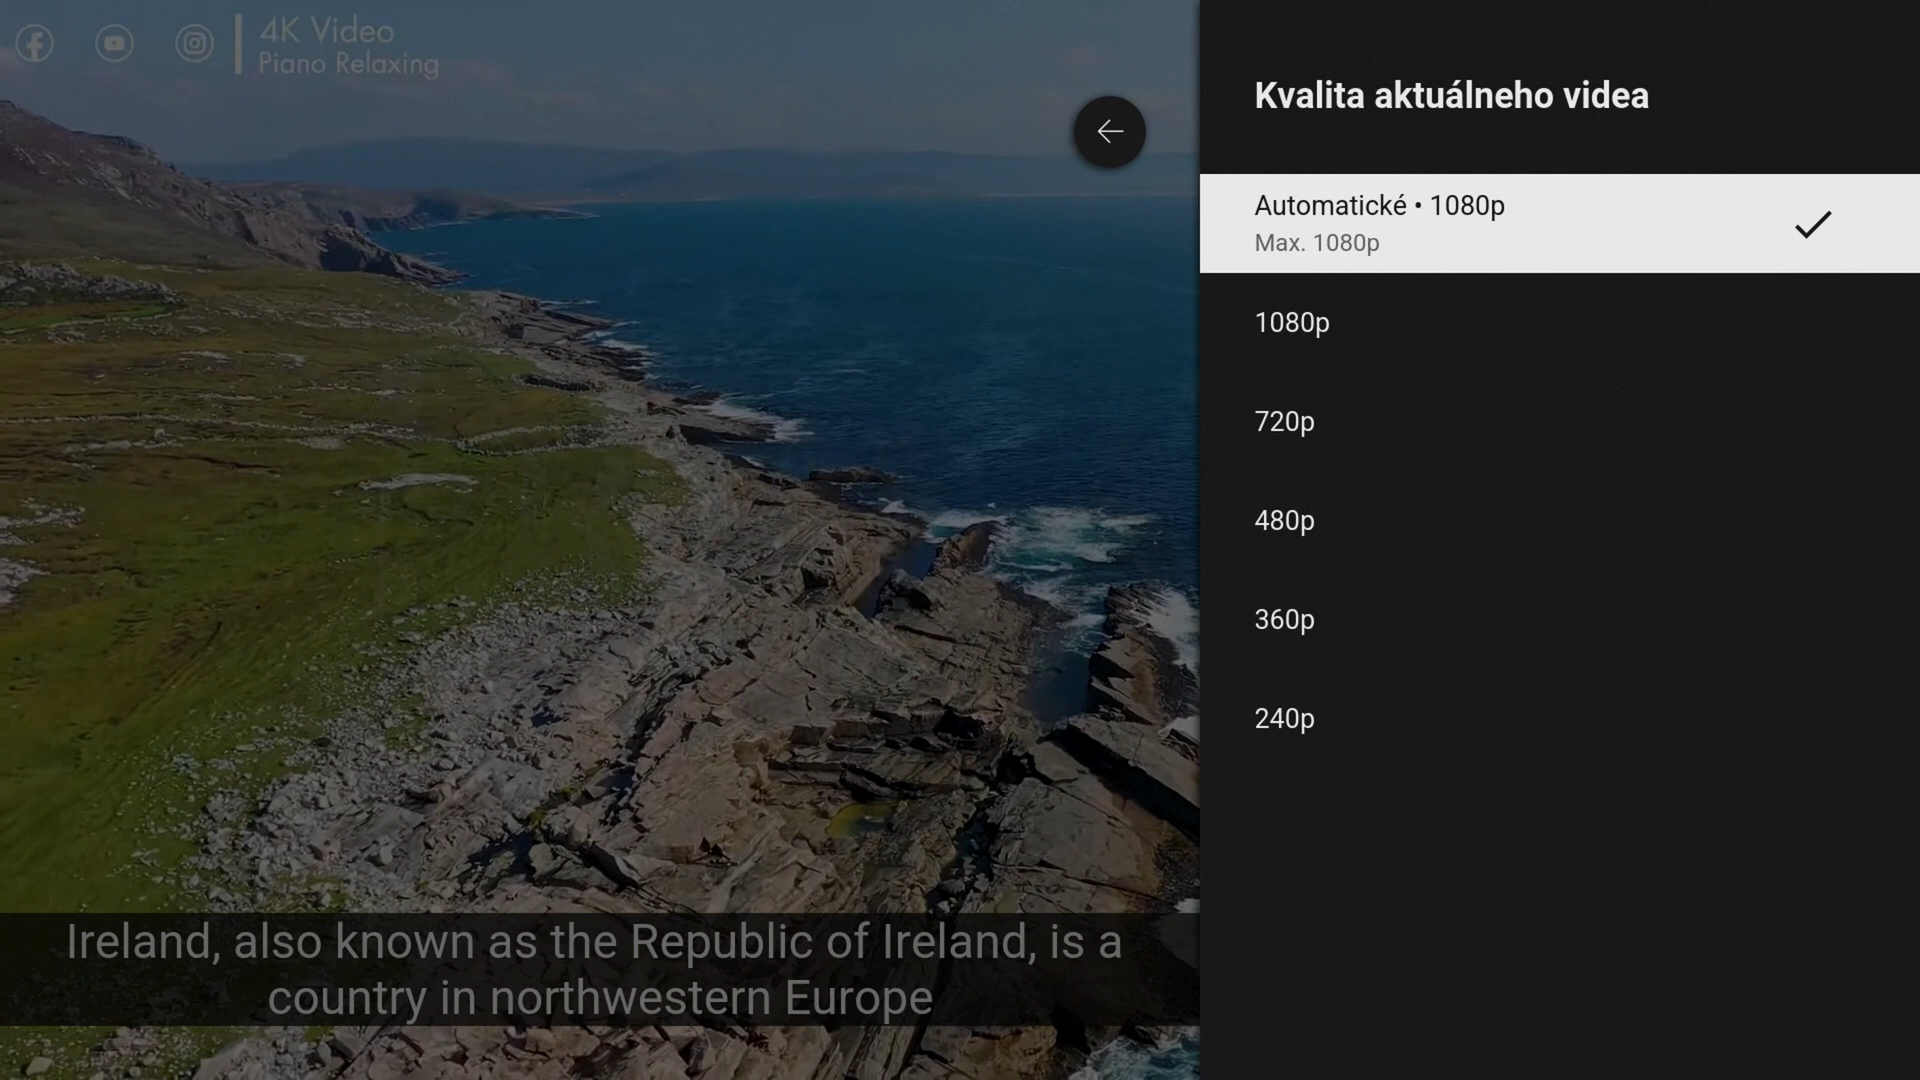 4K Video
Piano Relaxing
Kvalita aktuálneho videa
Automatické • 1080p
Max. 1080p
1080p
720p
480p
360p
240p
Ireland, also known as the Republic of Ireland, is a
country in northwestern Europe